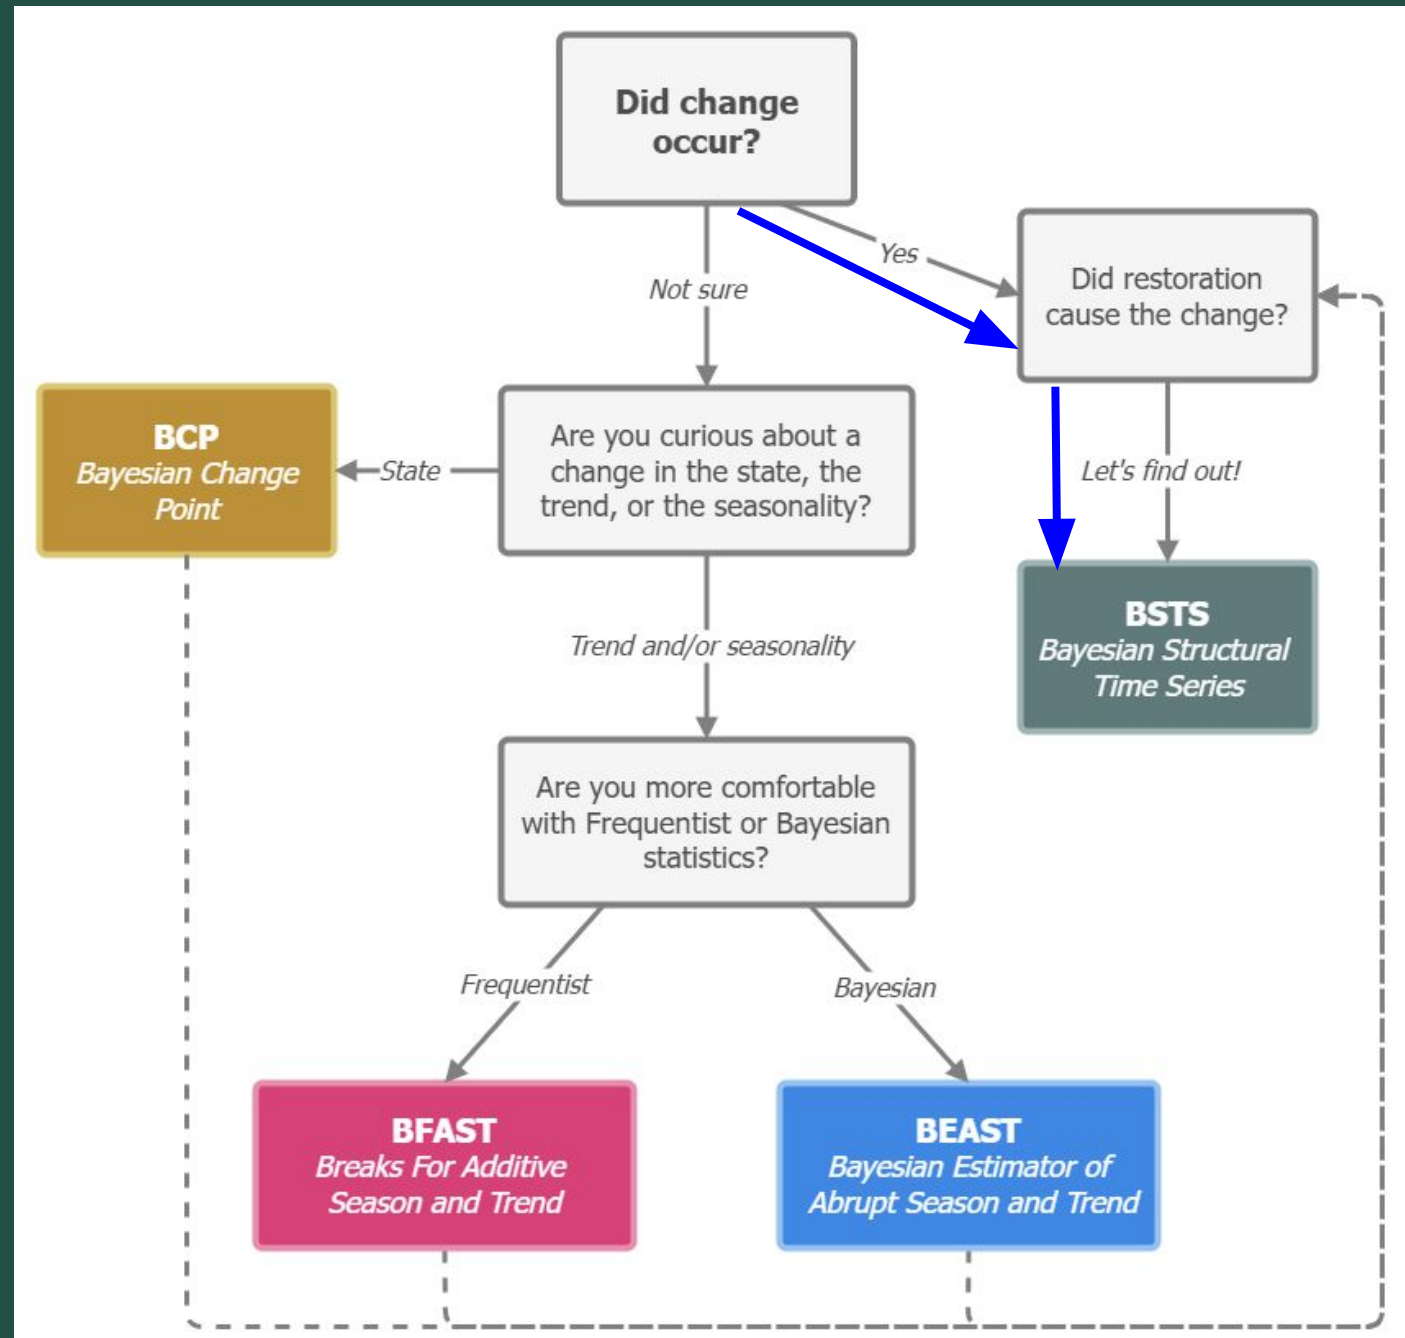 Did change
occur?
Yes
Not sure
Did restoration
cause the change?
BCP
Bayesian Change
Point
State
Are you curious about a
change in the state, the
trend, or the seasonality?
Let's find out!
BSTS
Bayesian Structural
Time Series
Trend and/or seasonality
Are you more comfortable
with Frequentist or Bayesian
statistics?
Frequentist
Bayesian
BFAST
Breaks For Additive
Season and Trend
BEAST
Bayesian Estimator of
Abrupt Season and Trend